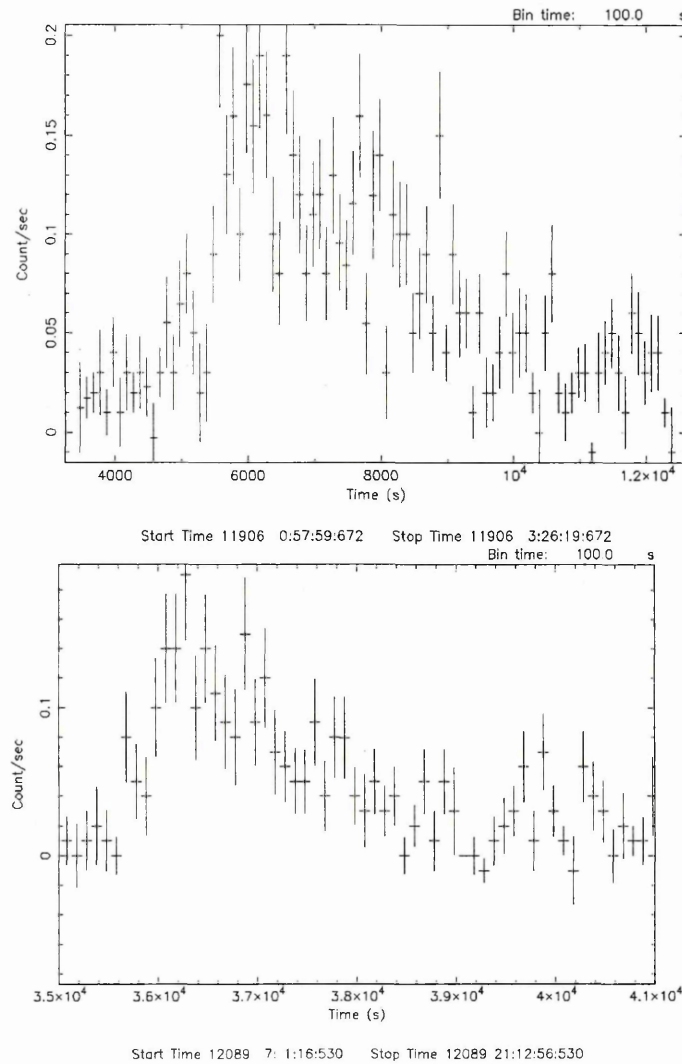 Bin time: 100.0 s
0.2
0.15
0.1
0.05
0
Count/sec
4000 6000 8000 10⁴ 1.2×10⁴
Time (s)
Start Time 11906 0:57:59:672 Stop Time 11906 3:26:19:672
Bin time: 100.0 s
0.1
0
Count/sec
3.5×10⁴ 3.6×10⁴ 3.7×10⁴ 3.8×10⁴ 3.9×10⁴ 4×10⁴ 4.1×10⁴
Time (s)
Start Time 12089 7: 1:16:530 Stop Time 12089 21:12:56:530